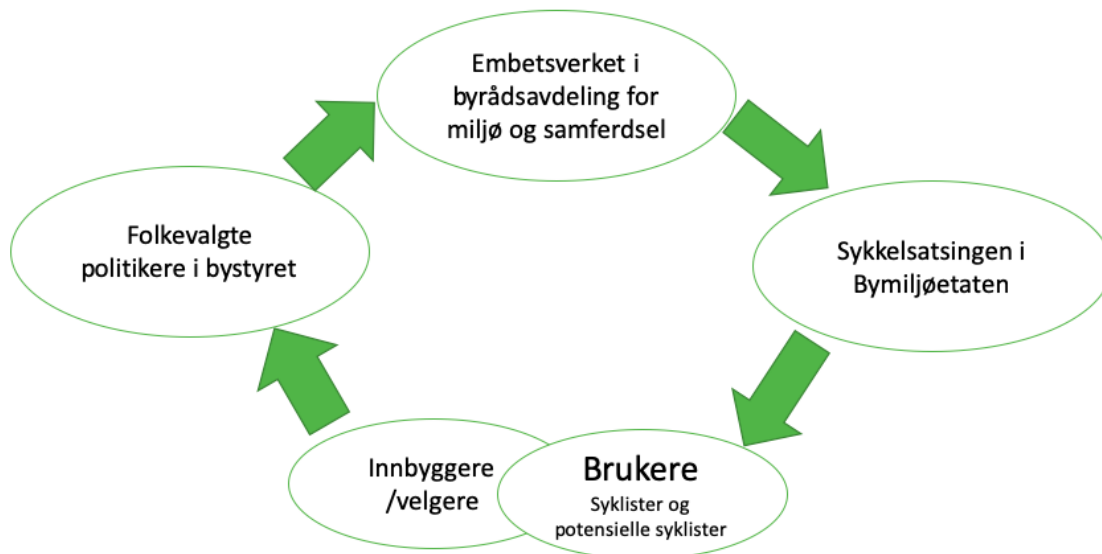 Embetsverket i
byrådsavdeling for
miljø og samferdsel
Folkevalgte
politikere i bystyret
Sykkelsatsingen i
Bymiljøetaten
Innbyggere
/velgere
Brukere
Syklister og
potensielle syklister